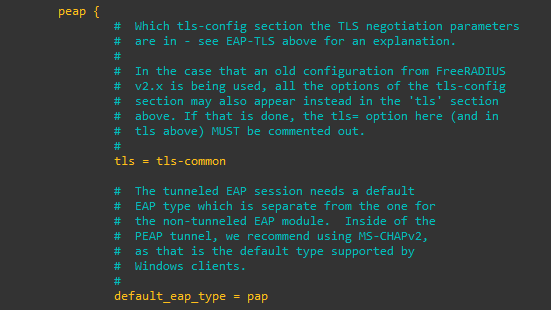 peap {
#  Which tls-config section the TLS negotiation parameters
#  are in - see EAP-TLS above for an explanation.
#
#  In the case that an old configuration from FreeRADIUS
#  v2.x is being used, all the options of the tls-config
#  section may also appear instead in the 'tls' section
#  above. If that is done, the tls= option here (and in
#  tls above) MUST be commented out.
#
tls = tls-common
#  The tunneled EAP session needs a default
#  EAP type which is separate from the one for
#  the non-tunneled EAP module.  Inside of the
#  PEAP tunnel, we recommend using MS-CHAPv2,
#  as that is the default type supported by
#  Windows clients.
#
default_eap_type = pap